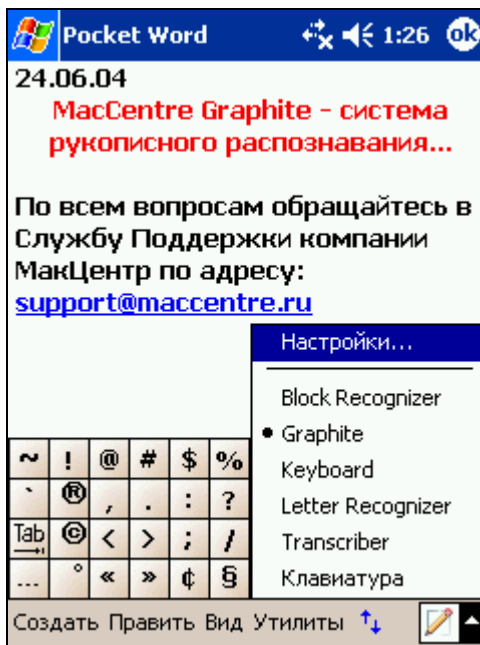 Pocket Word 1:26 ok
24.06.04
MacCentre Graphite - система
рукописного распознавания...
По всем вопросам обращайтесь в
Службу Поддержки компании
МакЦентр по адресу:
support@maccentre.ru
Настройки...
Block Recognizer
Graphite
Keyboard
Letter Recognizer
Transcriber
Клавиатура
~ ! @ # $ %
` ® , . : ?
Tab © < > ; /
... ° « » ¢ §
Создать Править Вид Утилиты